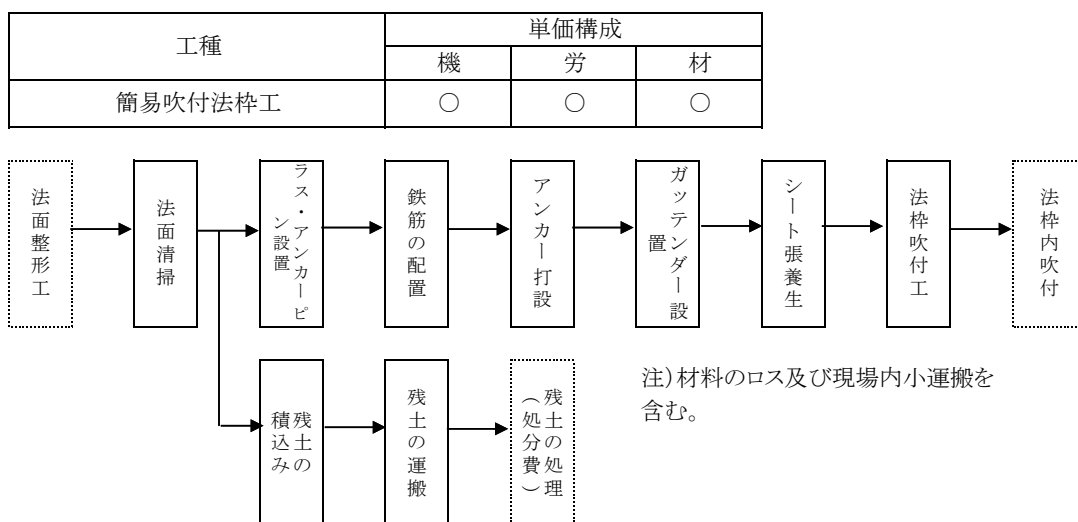 工種
単価構成
機 労 材
簡易吹付法枠工 ○ ○ ○
法面整形工
法面清掃
ラス・アンカーピ
ン設置
鉄筋の配置
アンカー打設
ガッテンダー設
置
シート張養生
法枠吹付工
法枠内吹付
残土の
積込み
残土の運搬
残土の処理
（処分費）
注)材料のロス及び現場内小運搬を
含む。